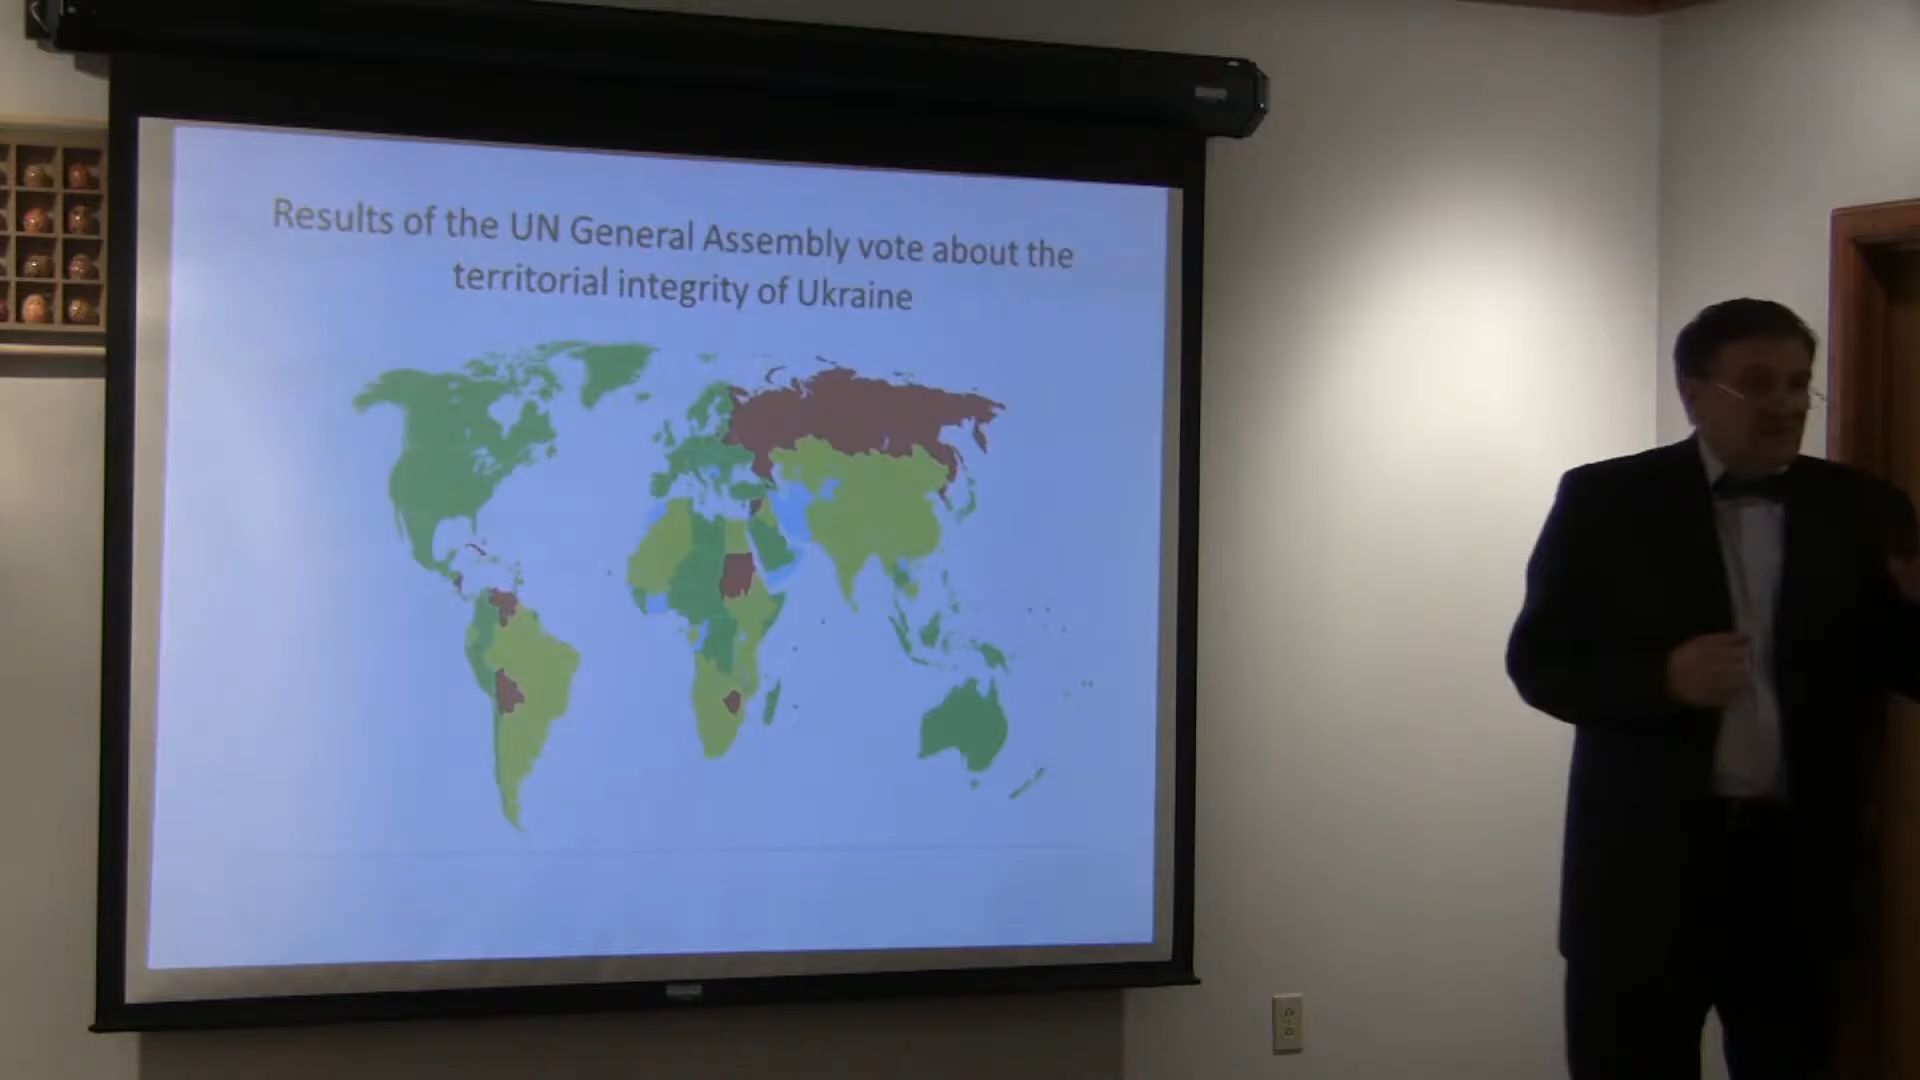 Results of the UN General Assembly vote about the
territorial integrity of Ukraine